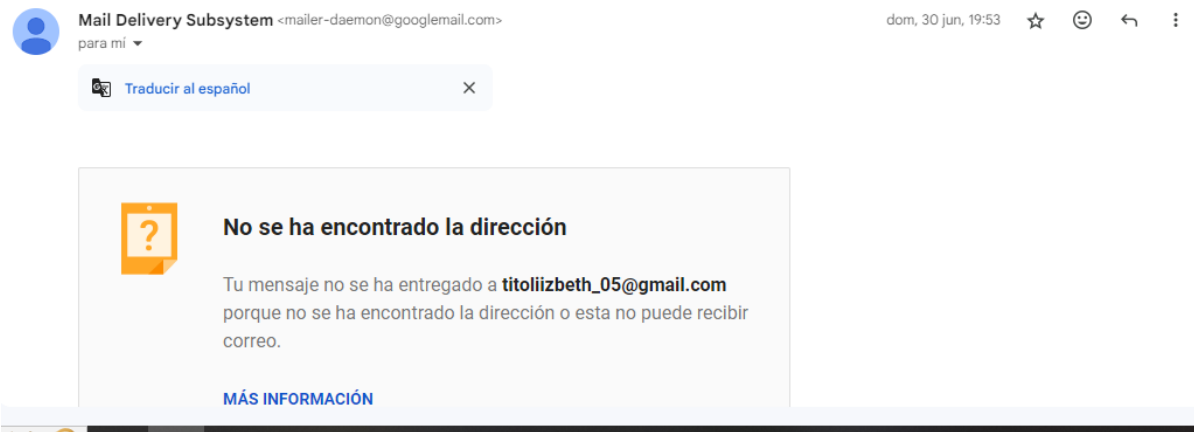 Mail Delivery Subsystem <mailer-daemon@googlemail.com>
dom, 30 jun, 19:53
para mí
Traducir al español
No se ha encontrado la dirección
Tu mensaje no se ha entregado a titoliizbeth_05@gmail.com
porque no se ha encontrado la dirección o esta no puede recibir
correo.
MÁS INFORMACIÓN